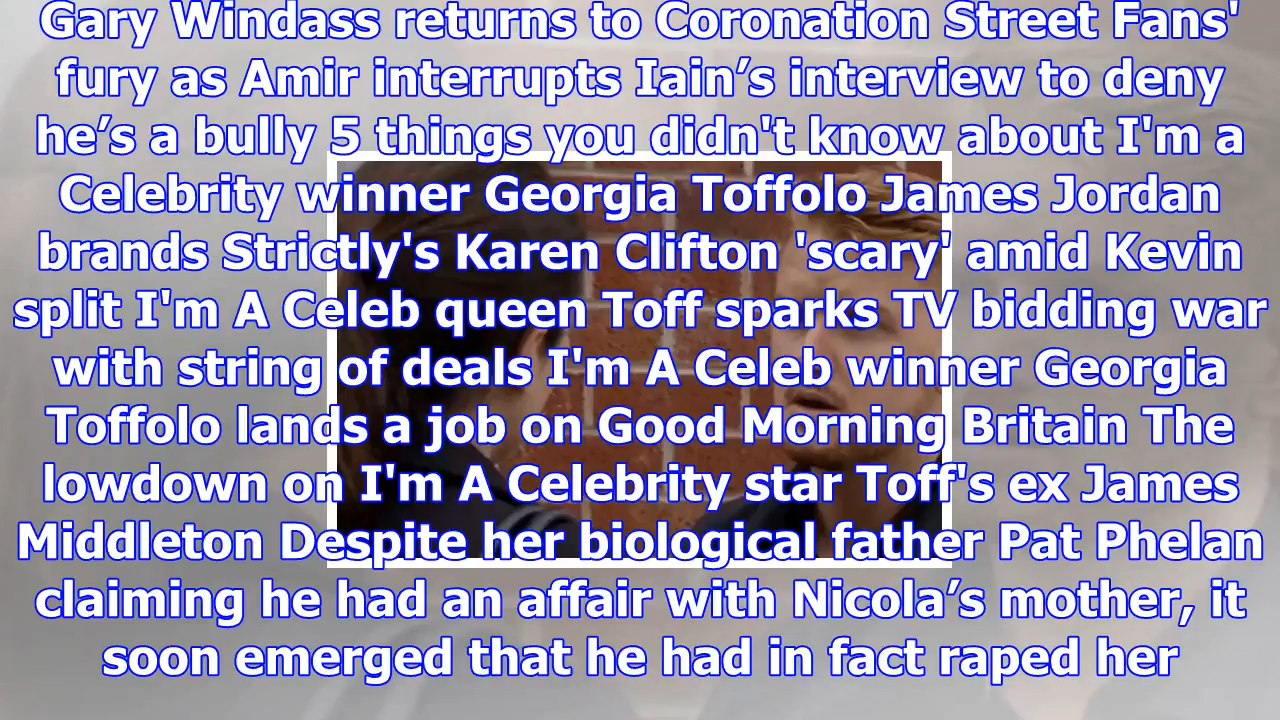 Gary Windass returns to Coronation Street Fans'
fury as Amir interrupts Iain’s interview to deny
he’s a bully 5 things you didn't know about I'm a
Celebrity winner Georgia Toffolo James Jordan
brands Strictly's Karen Clifton 'scary' amid Kevin
split I'm A Celeb queen Toff sparks TV bidding war
with string of deals I'm A Celeb winner Georgia
Toffolo lands a job on Good Morning Britain The
lowdown on I'm A Celebrity star Toff's ex James
Middleton Despite her biological father Pat Phelan
claiming he had an affair with Nicola’s mother, it
soon emerged that he had in fact raped her